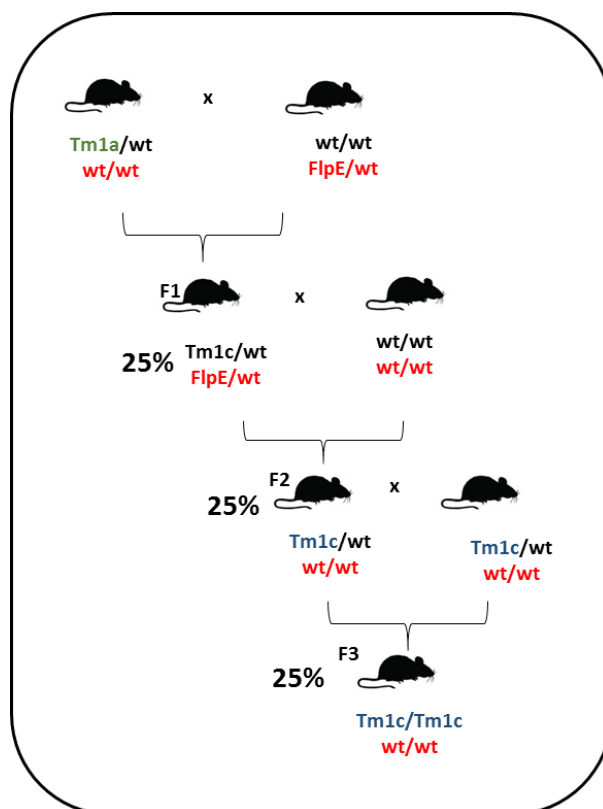 x
Tm1a/wt wt/wt
wt/wt FlpE/wt
F1 x
25% Tm1c/wt wt/wt
FlpE/wt wt/wt
F2 x
25%
Tm1c/wt Tm1c/wt
wt/wt wt/wt
F3
25%
Tm1c/Tm1c
wt/wt